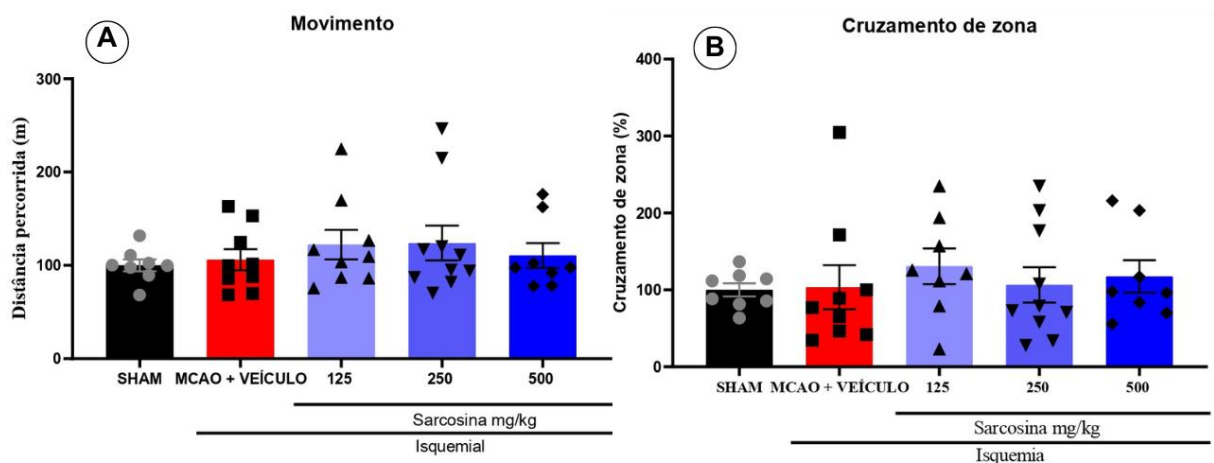 A
Movimento
Distância percorrida (m)
300
200
100
0
SHAM MCAO + VEÍCULO 125 250 500
Sarcosina mg/kg
Isquemial
B
Cruzamento de zona
Cruzamento de zona (%)
400
300
200
100
0
SHAM MCAO + VEÍCULO 125 250 500
Sarcosina mg/kg
Isquemia